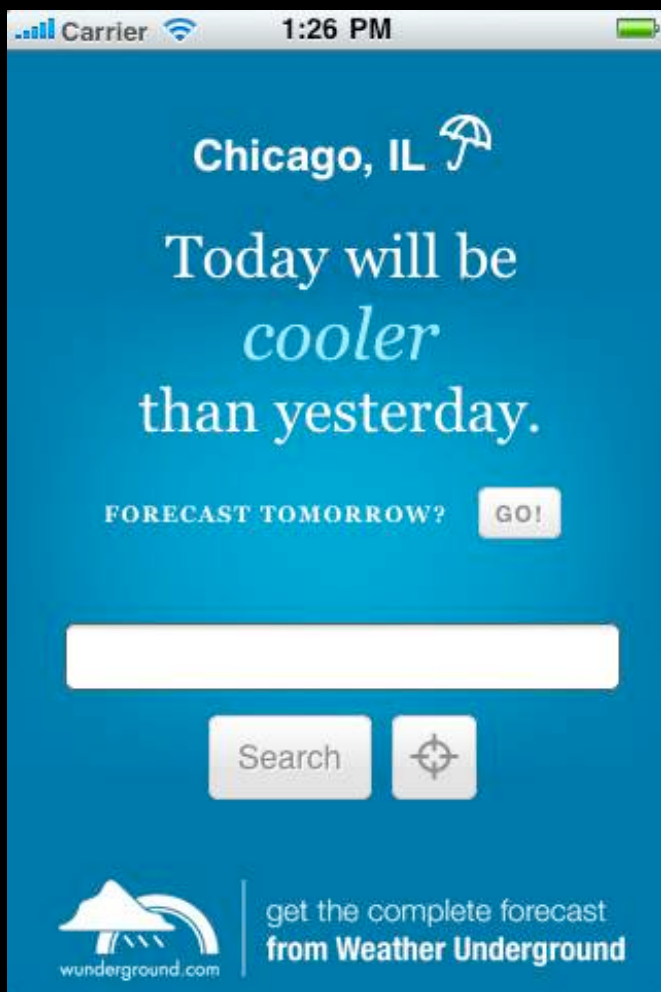 Carrier 1:26 PM
Chicago, IL
Today will be
cooler
than yesterday.
FORECAST TOMORROW? GO!
Search
get the complete forecast
from Weather Underground
wunderground.com